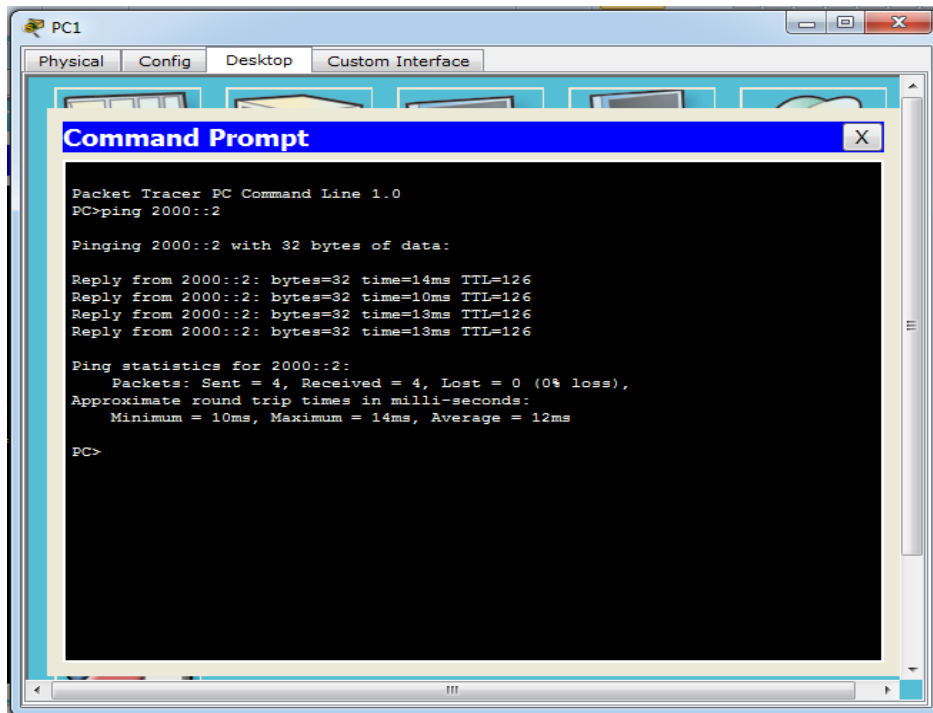 PC1
Physical Config Desktop Custom Interface
Command Prompt X
Packet Tracer PC Command Line 1.0
PC>ping 2000::2
Pinging 2000::2 with 32 bytes of data:
Reply from 2000::2: bytes=32 time=14ms TTL=126
Reply from 2000::2: bytes=32 time=10ms TTL=126
Reply from 2000::2: bytes=32 time=13ms TTL=126
Reply from 2000::2: bytes=32 time=13ms TTL=126
Ping statistics for 2000::2:
Packets: Sent = 4, Received = 4, Lost = 0 (0% loss),
Approximate round trip times in milli-seconds:
Minimum = 10ms, Maximum = 14ms, Average = 12ms
PC>